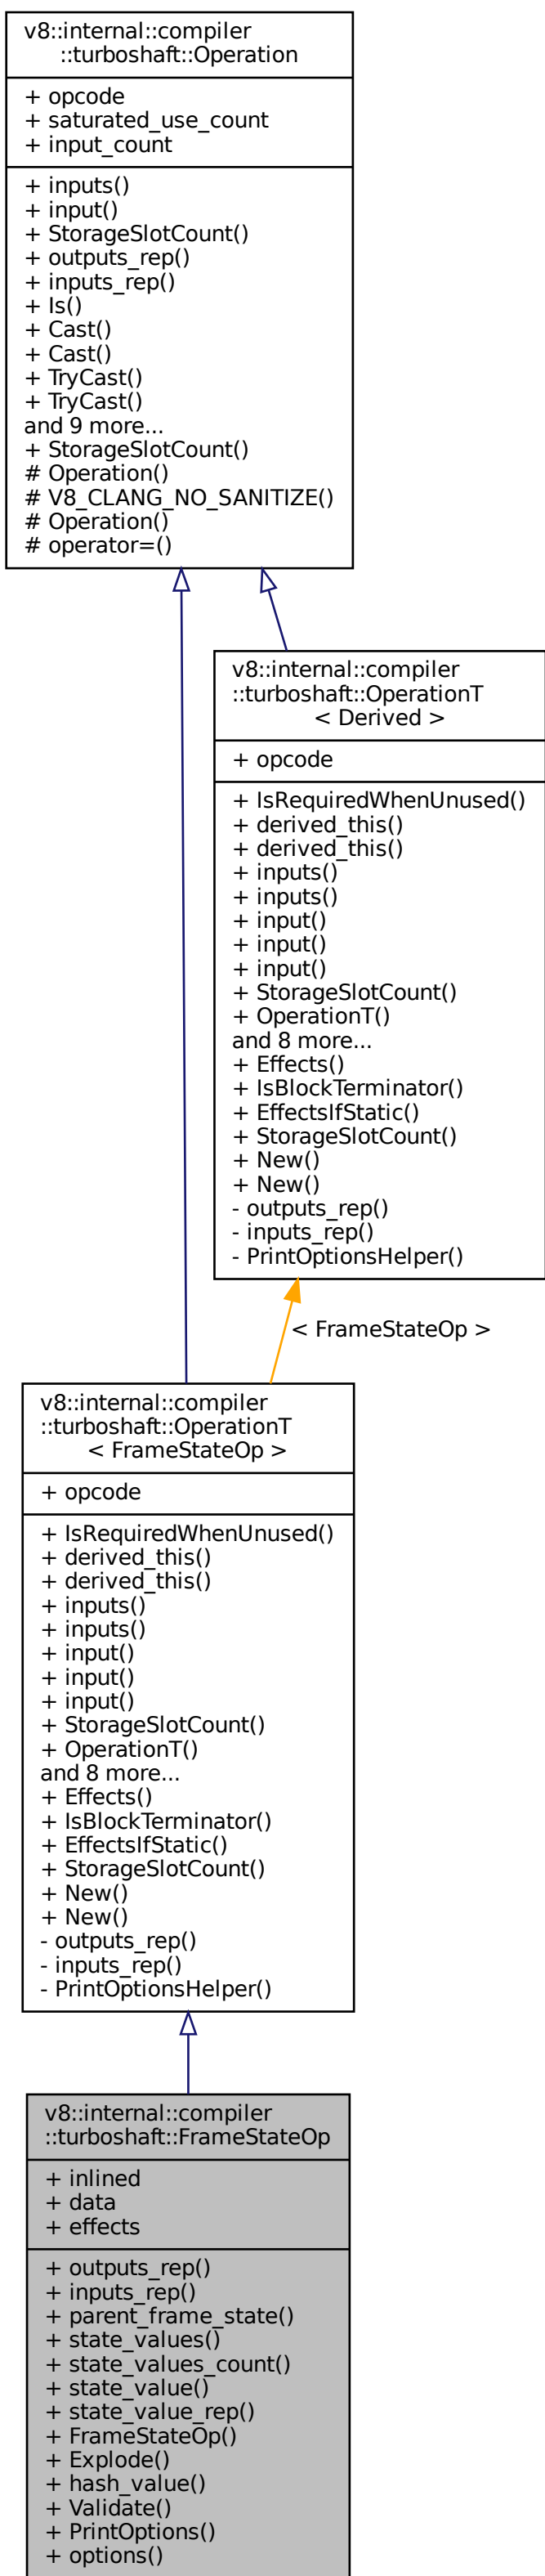 v8::internal::compiler
::turboshaft::Operation
+ opcode
+ saturated_use_count
+ input_count
+ inputs()
+ input()
+ StorageSlotCount()
+ outputs_rep()
+ inputs_rep()
+ Is()
+ Cast()
+ Cast()
+ TryCast()
+ TryCast()
and 9 more...
+ StorageSlotCount()
# Operation()
# V8_CLANG_NO_SANITIZE()
# Operation()
# operator=()
v8::internal::compiler
::turboshaft::OperationT
< Derived >
+ opcode
+ IsRequiredWhenUnused()
+ derived_this()
+ derived_this()
+ inputs()
+ inputs()
+ input()
+ input()
+ input()
+ StorageSlotCount()
+ OperationT()
and 8 more...
+ Effects()
+ IsBlockTerminator()
+ EffectsIfStatic()
+ StorageSlotCount()
+ New()
+ New()
- outputs_rep()
- inputs_rep()
- PrintOptionsHelper()
< FrameStateOp >
v8::internal::compiler
::turboshaft::OperationT
< FrameStateOp >
+ opcode
+ IsRequiredWhenUnused()
+ derived_this()
+ derived_this()
+ inputs()
+ inputs()
+ input()
+ input()
+ input()
+ StorageSlotCount()
+ OperationT()
and 8 more...
+ Effects()
+ IsBlockTerminator()
+ EffectsIfStatic()
+ StorageSlotCount()
+ New()
+ New()
- outputs_rep()
- inputs_rep()
- PrintOptionsHelper()
v8::internal::compiler
::turboshaft::FrameStateOp
+ inlined
+ data
+ effects
+ outputs_rep()
+ inputs_rep()
+ parent_frame_state()
+ state_values()
+ state_values_count()
+ state_value()
+ state_value_rep()
+ FrameStateOp()
+ Explode()
+ hash_value()
+ Validate()
+ PrintOptions()
+ options()